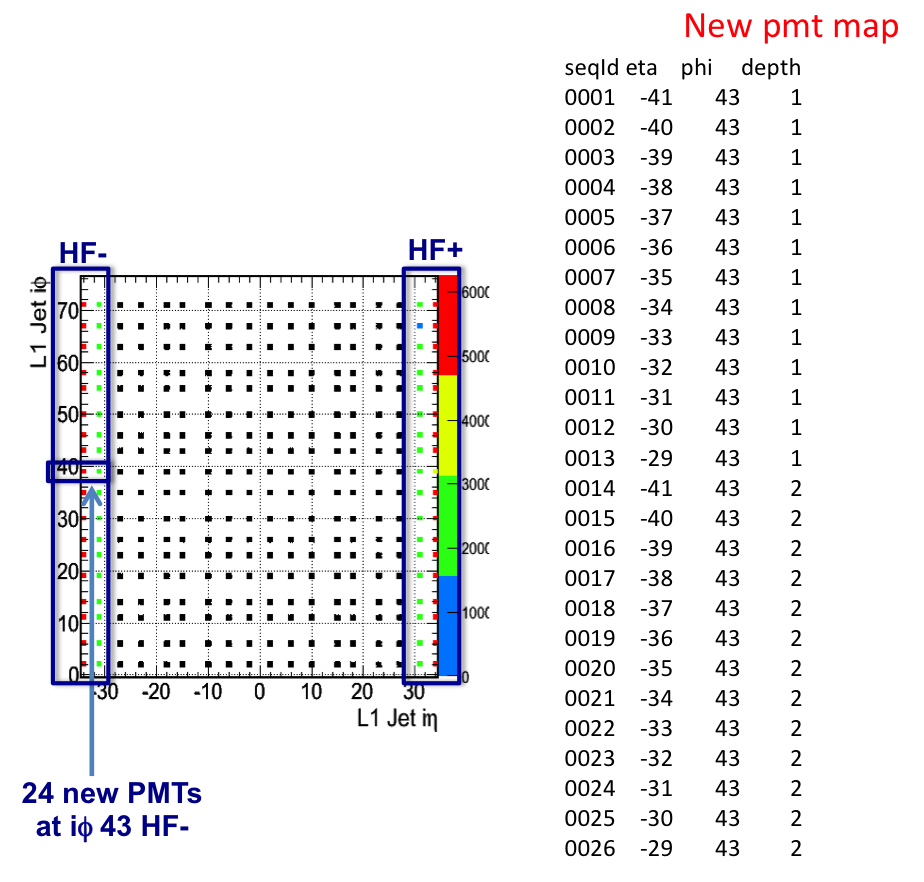 New pmt map
seqId eta phi depth
0001 -41 43 1
0002 -40 43 1
0003 -39 43 1
0004 -38 43 1
0005 -37 43 1
0006 -36 43 1
0007 -35 43 1
0008 -34 43 1
0009 -33 43 1
0010 -32 43 1
0011 -31 43 1
0012 -30 43 1
0013 -29 43 1
0014 -41 43 2
0015 -40 43 2
0016 -39 43 2
0017 -38 43 2
0018 -37 43 2
0019 -36 43 2
0020 -35 43 2
0021 -34 43 2
0022 -33 43 2
0023 -32 43 2
0024 -31 43 2
0025 -30 43 2
0026 -29 43 2
HF-
HF+
L1 Jet iϕ
70
60
50
40
30
20
10
0
6000
5000
4000
3000
2000
1000
0
-30 -20 -10 0 10 20 30
L1 Jet iη
24 new PMTs
at iϕ 43 HF-